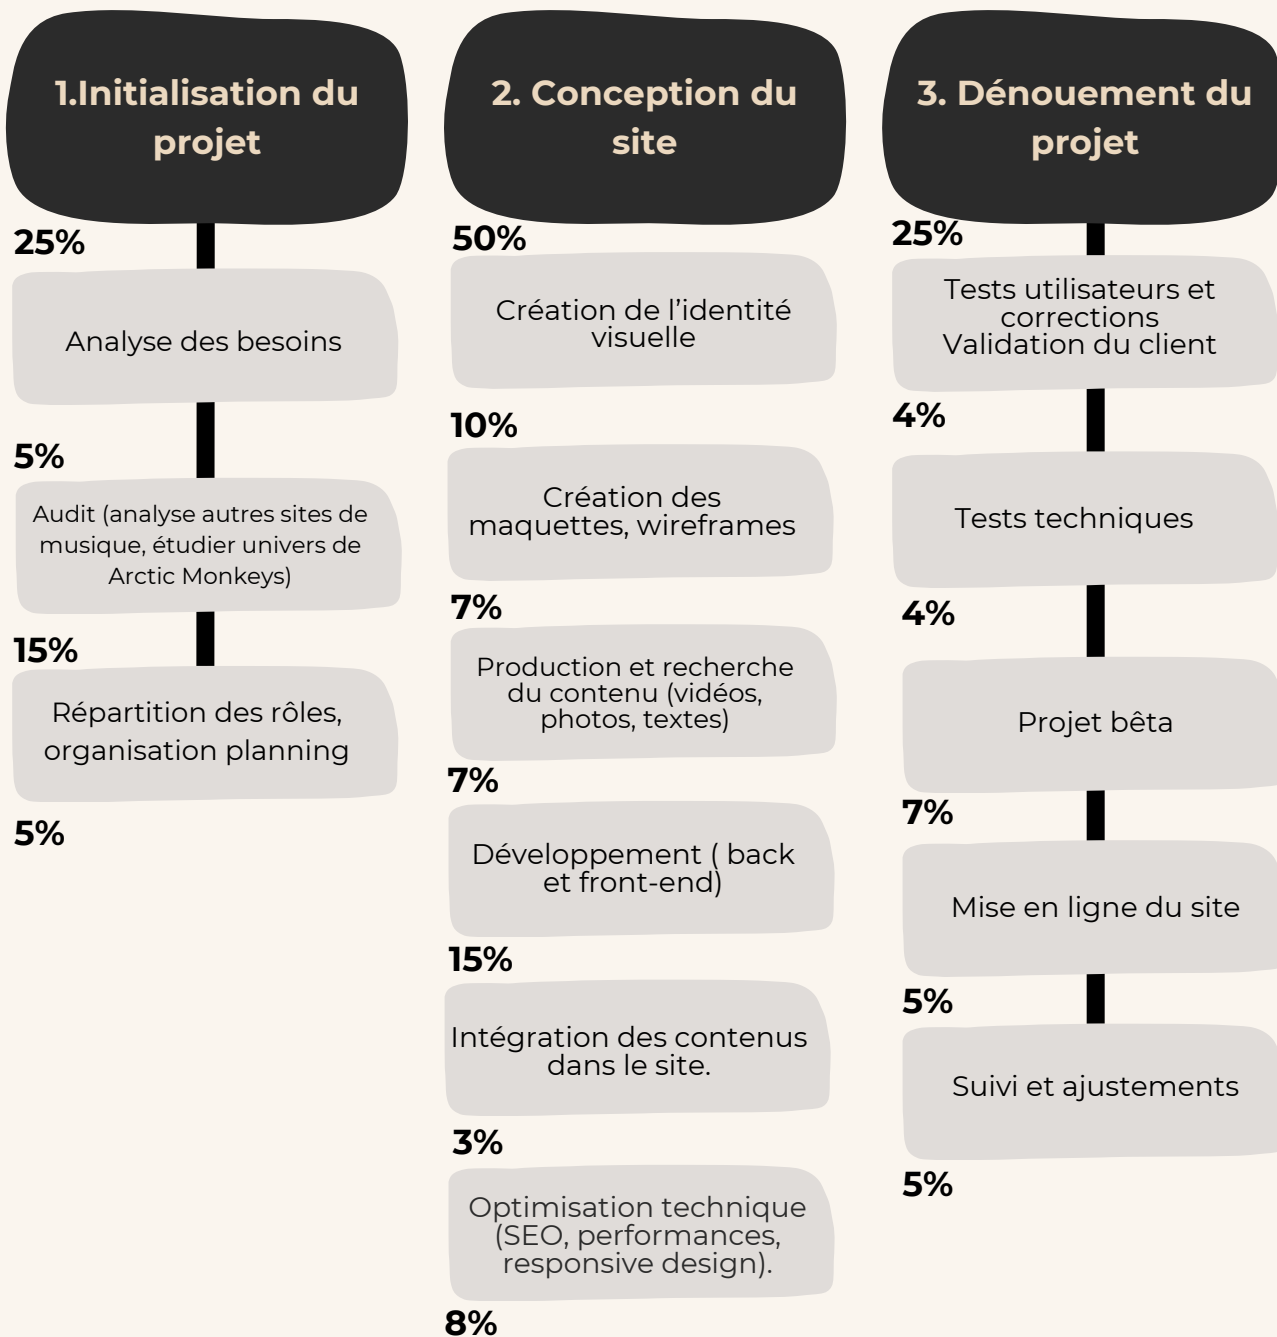 1.Initialisation du
projet
25%
Analyse des besoins
5%
Audit (analyse autres sites de
musique, étudier univers de
Arctic Monkeys)
15%
Répartition des rôles,
organisation planning
5%
2. Conception du
site
50%
Création de l’identité
visuelle
10%
Création des
maquettes, wireframes
7%
Production et recherche
du contenu (vidéos,
photos, textes)
7%
Développement ( back
et front-end)
15%
Intégration des contenus
dans le site.
3%
Optimisation technique
(SEO, performances,
responsive design).
8%
3. Dénouement du
projet
25%
Tests utilisateurs et
corrections
Validation du client
4%
Tests techniques
4%
Projet bêta
7%
Mise en ligne du site
5%
Suivi et ajustements
5%